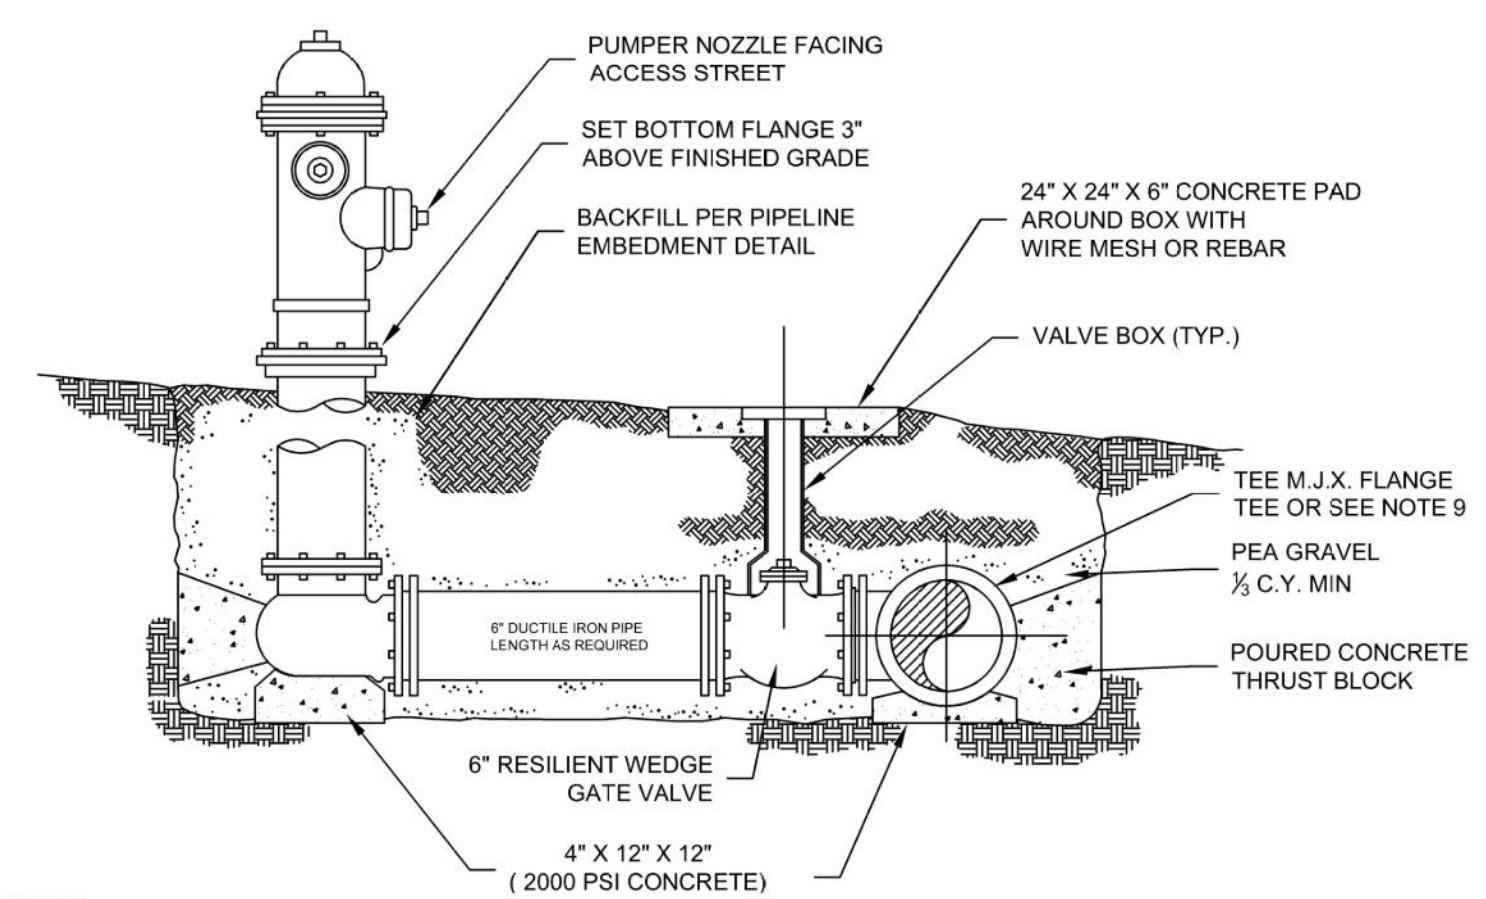 PUMPER NOZZLE FACING
ACCESS STREET
SET BOTTOM FLANGE 3"
ABOVE FINISHED GRADE
BACKFILL PER PIPELINE
EMBEDMENT DETAIL
24" X 24" X 6" CONCRETE PAD
AROUND BOX WITH
WIRE MESH OR REBAR
VALVE BOX (TYP.)
TEE M.J.X. FLANGE
TEE OR SEE NOTE 9
PEA GRAVEL
⅓ C.Y. MIN
6" DUCTILE IRON PIPE
LENGTH AS REQUIRED
POURED CONCRETE
THRUST BLOCK
6" RESILIENT WEDGE
GATE VALVE
4" X 12" X 12"
( 2000 PSI CONCRETE)